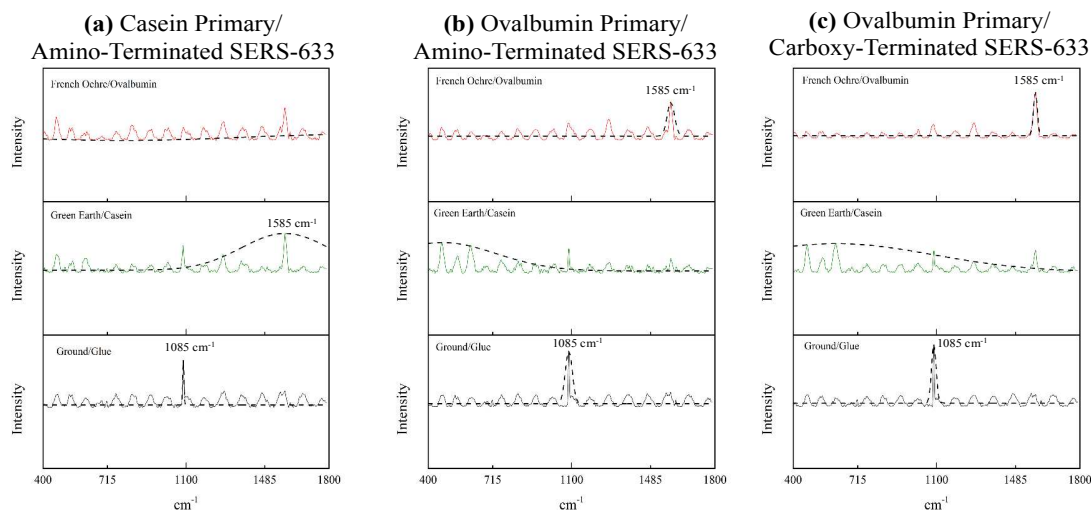 (a) Casein Primary/
Amino-Terminated SERS-633
French Ochre/Ovalbumin
Intensity
Green Earth/Casein
1585 cm⁻¹
Intensity
Ground/Glue
1085 cm⁻¹
Intensity
400 715 1100 1485 1800
cm⁻¹
(b) Ovalbumin Primary/
Amino-Terminated SERS-633
French Ochre/Ovalbumin
1585 cm⁻¹
Intensity
Green Earth/Casein
Intensity
Ground/Glue
1085 cm⁻¹
Intensity
400 715 1100 1485 1800
cm⁻¹
(c) Ovalbumin Primary/
Carboxy-Terminated SERS-633
French Ochre/Ovalbumin
1585 cm⁻¹
Intensity
Green Earth/Casein
Intensity
Ground/Glue
1085 cm⁻¹
Intensity
400 715 1100 1485 1800
cm⁻¹